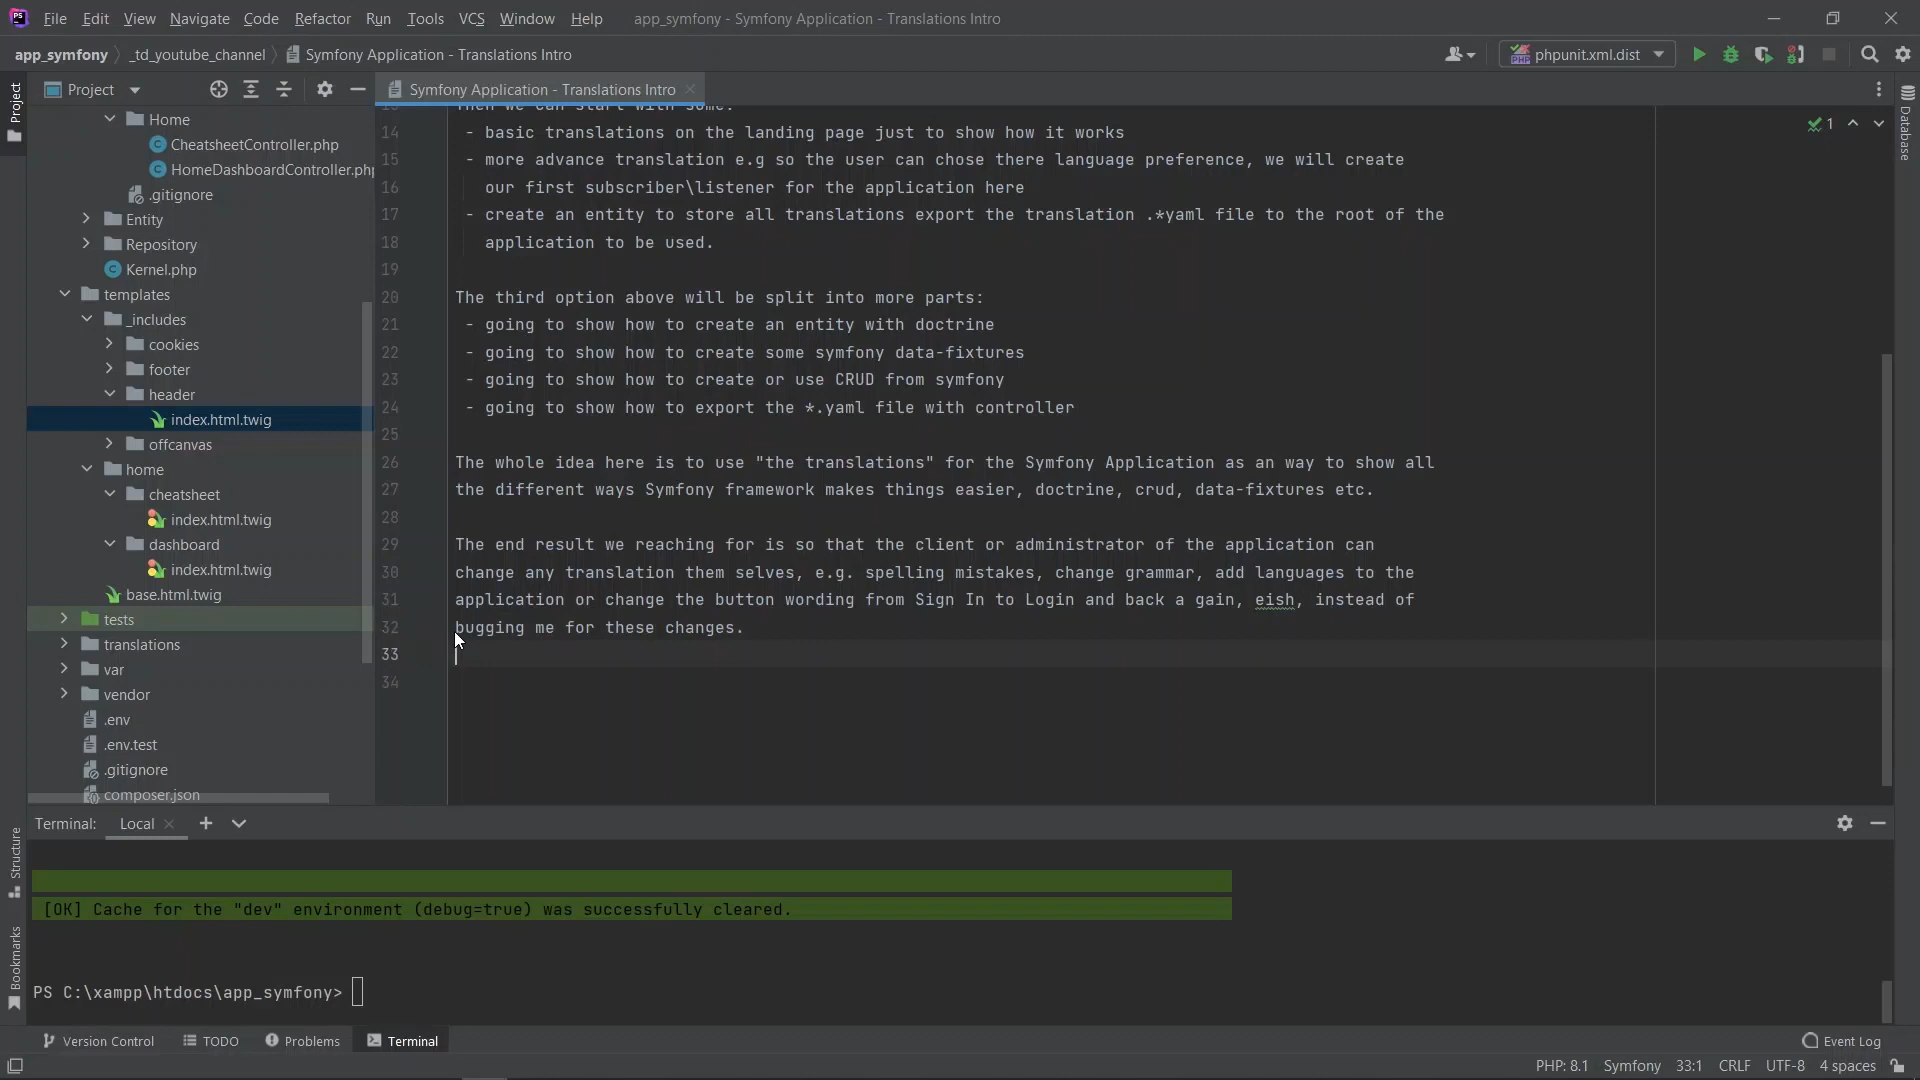 File Edit View Navigate Code Refactor Run Tools VCS Window Help app_symfony - Symfony Application - Translations Intro
app_symfony _td_youtube_channel Symfony Application - Translations Intro phpunit.xml.dist
Project
Project
Symfony Application - Translations Intro
Database
Home
CheatsheetController.php
HomeDashboardController.php
.gitignore
Entity
Repository
Kernel.php
templates
_includes
cookies
footer
header
index.html.twig
offcanvas
home
cheatsheet
index.html.twig
dashboard
index.html.twig
base.html.twig
tests
translations
var
vendor
.env
.env.test
.gitignore
composer.json
1
13 Then we can start with some:
14 - basic translations on the landing page just to show how it works
15 - more advance translation e.g so the user can chose there language preference, we will create
16 our first subscriber\listener for the application here
17 - create an entity to store all translations export the translation .*yaml file to the root of the
18 application to be used.
19
20 The third option above will be split into more parts:
21 - going to show how to create an entity with doctrine
22 - going to show how to create some symfony data-fixtures
23 - going to show how to create or use CRUD from symfony
24 - going to show how to export the *.yaml file with controller
25
26 The whole idea here is to use "the translations" for the Symfony Application as an way to show all
27 the different ways Symfony framework makes things easier, doctrine, crud, data-fixtures etc.
28
29 The end result we reaching for is so that the client or administrator of the application can
30 change any translation them selves, e.g. spelling mistakes, change grammar, add languages to the
31 application or change the button wording from Sign In to Login and back a gain, eish, instead of
32 bugging me for these changes.
33
34
Structure
Bookmarks
Terminal: Local
[OK] Cache for the "dev" environment (debug=true) was successfully cleared.
PS C:\xampp\htdocs\app_symfony>
Version Control TODO Problems Terminal Event Log
PHP: 8.1 Symfony 33:1 CRLF UTF-8 4 spaces